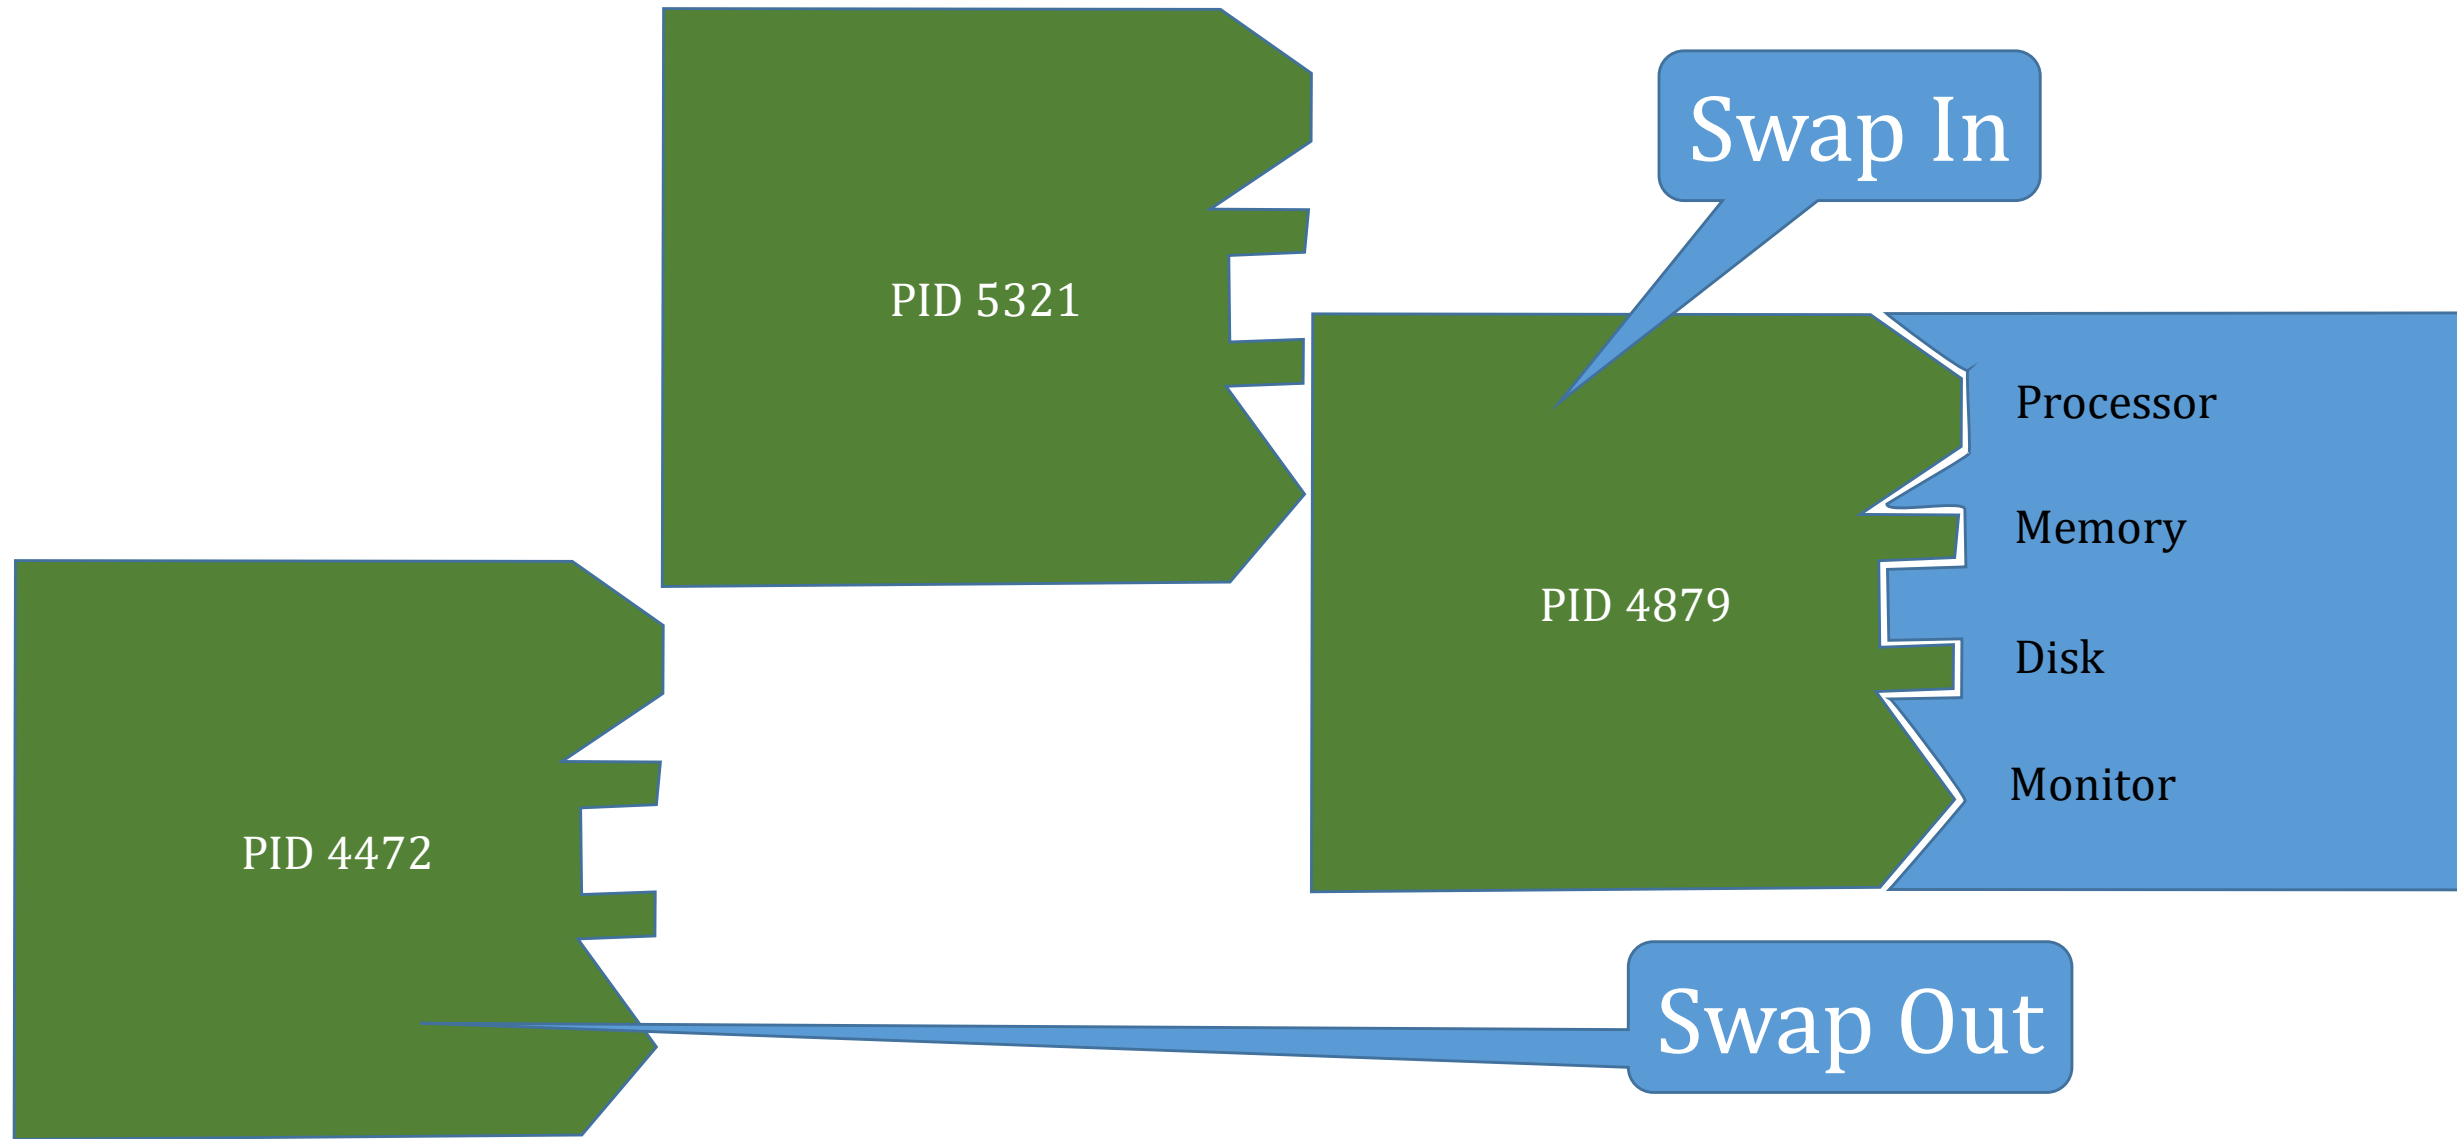 Swap In
PID 5321
Processor
Memory
PID 4879
Disk
Monitor
PID 4472
Swap Out